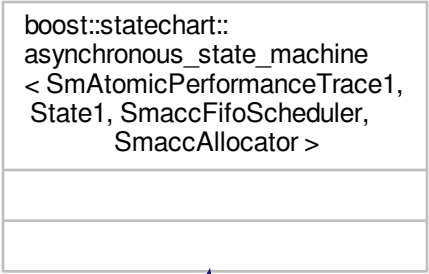 boost::statechart::
asynchronous_state_machine
< SmAtomicPerformanceTrace1,
State1, SmaccFifoScheduler,
SmaccAllocator >